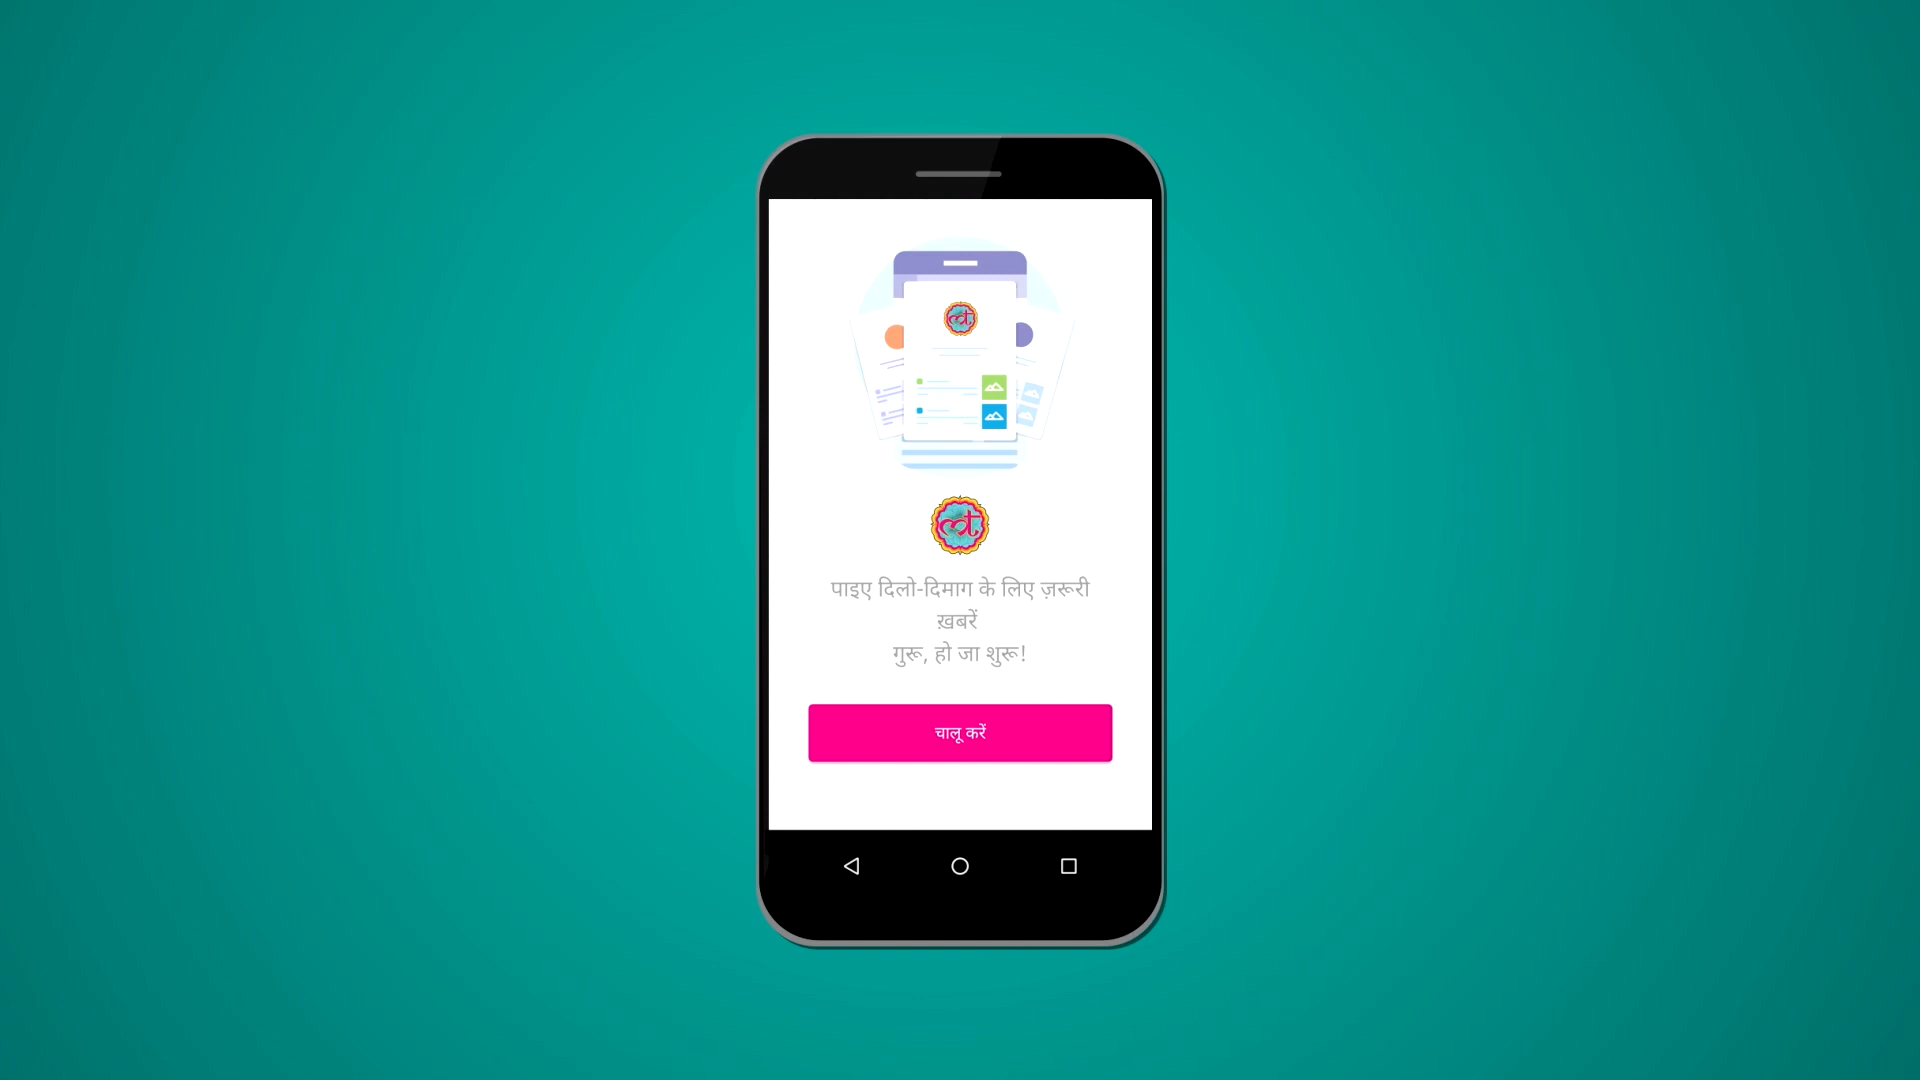 पाइए दिलो-दिमाग के लिए ज़रूरी
ख़बरें
गुरू, हो जा शुरू!
चालू करें